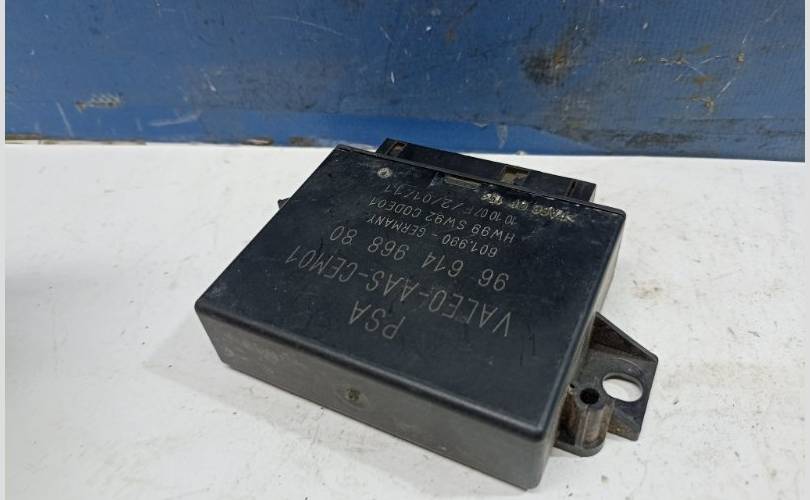 PSA
VALEO-AAS-CEM01
96 614 968 80
601.990 - GERMANY
HW99 SW92 CODE01